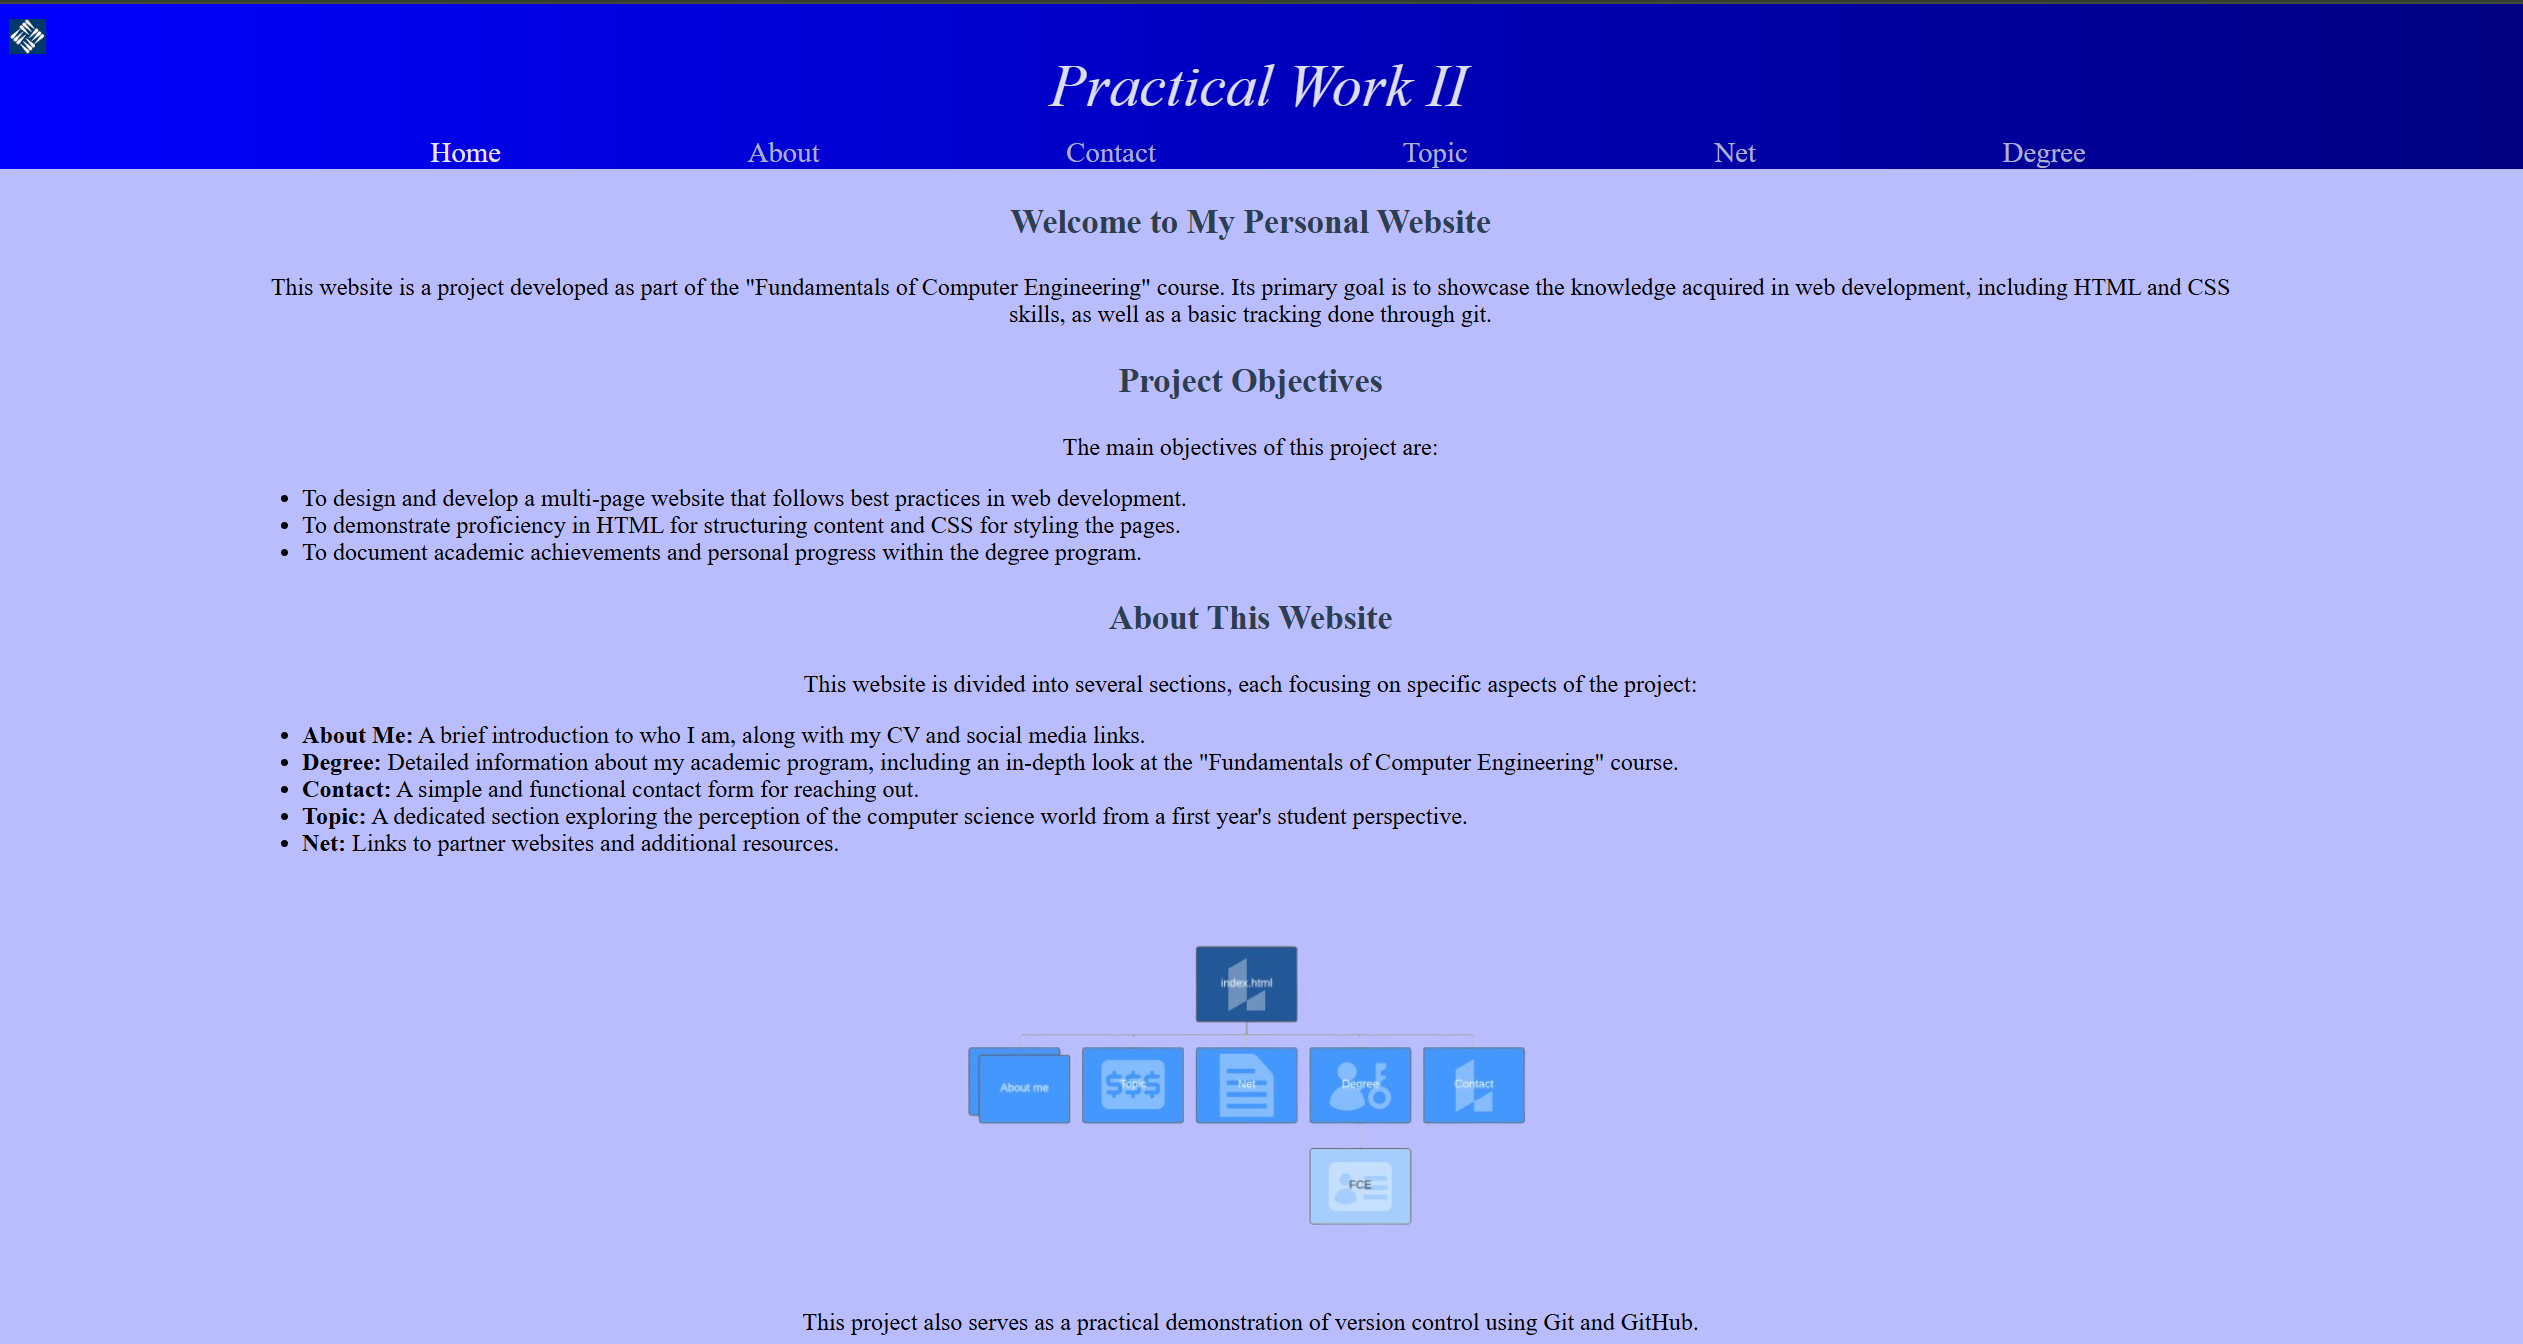 Practical Work II
Home About Contact Topic Net Degree
Welcome to My Personal Website
This website is a project developed as part of the "Fundamentals of Computer Engineering" course. Its primary goal is to showcase the knowledge acquired in web development, including HTML and CSS
skills, as well as a basic tracking done through git.
Project Objectives
The main objectives of this project are:
• To design and develop a multi-page website that follows best practices in web development.
• To demonstrate proficiency in HTML for structuring content and CSS for styling the pages.
• To document academic achievements and personal progress within the degree program.
About This Website
This website is divided into several sections, each focusing on specific aspects of the project:
• About Me: A brief introduction to who I am, along with my CV and social media links.
• Degree: Detailed information about my academic program, including an in-depth look at the "Fundamentals of Computer Engineering" course.
• Contact: A simple and functional contact form for reaching out.
• Topic: A dedicated section exploring the perception of the computer science world from a first year's student perspective.
• Net: Links to partner websites and additional resources.
index.html
About me
$$$ Topic
Net
Degree
Contact
FCE
This project also serves as a practical demonstration of version control using Git and GitHub.